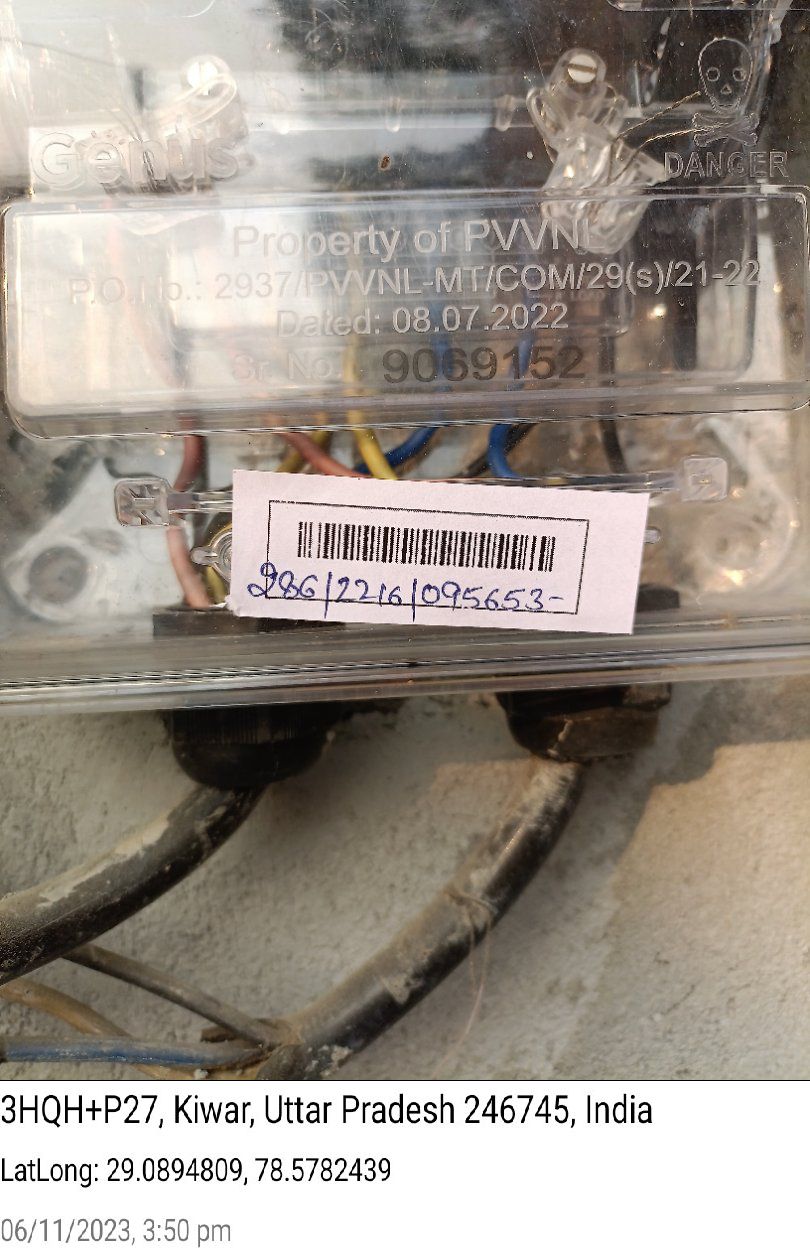 Genus
DANGER
Property of PVVNL
P.O.No.: 2937/PVVNL-MT/COM/29(s)/21-22
Dated: 08.07.2022
Sr. No.: 9069152
286/2216/095653-
3HQH+P27, Kiwar, Uttar Pradesh 246745, India
LatLong: 29.0894809, 78.5782439
06/11/2023, 3:50 pm